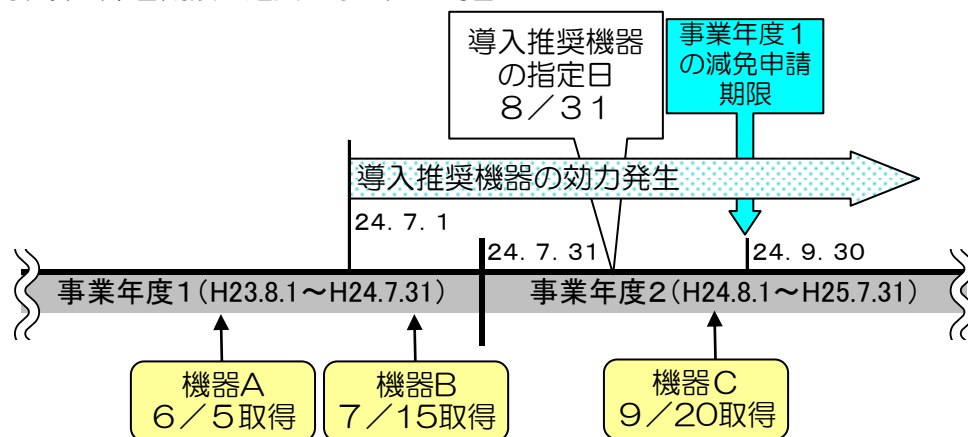 導入推奨機器
の指定日
8/31
事業年度1
の減免申請
期限
導入推奨機器の効力発生
24.7.1
24.7.31
24.9.30
事業年度1(H23.8.1~H24.7.31)
事業年度2(H24.8.1~H25.7.31)
機器A
6/5取得
機器B
7/15取得
機器C
9/20取得